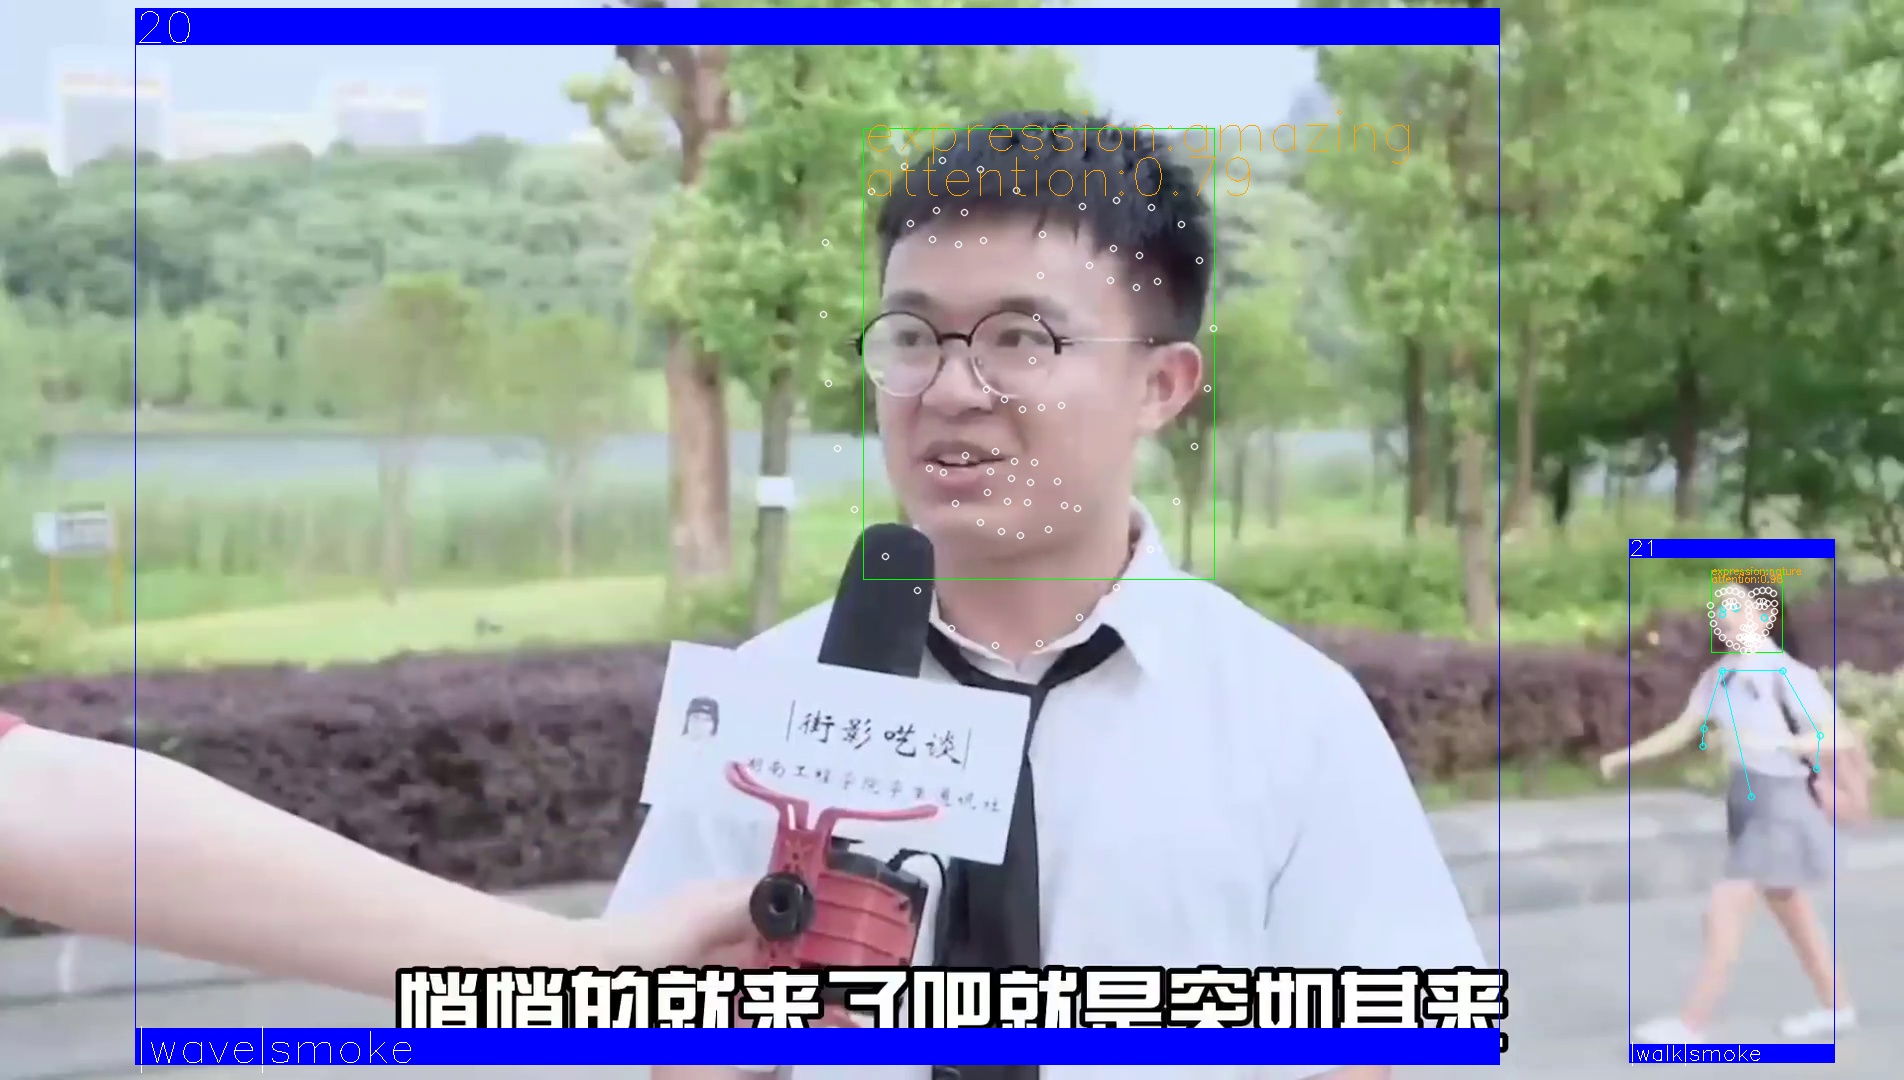 20
expression:amazing
attention:0.79
21
expression:nature
attention:0.98
|街影呓谈|
悄悄的就来了吧就是突如其来
|wave|smoke
|walk|smoke